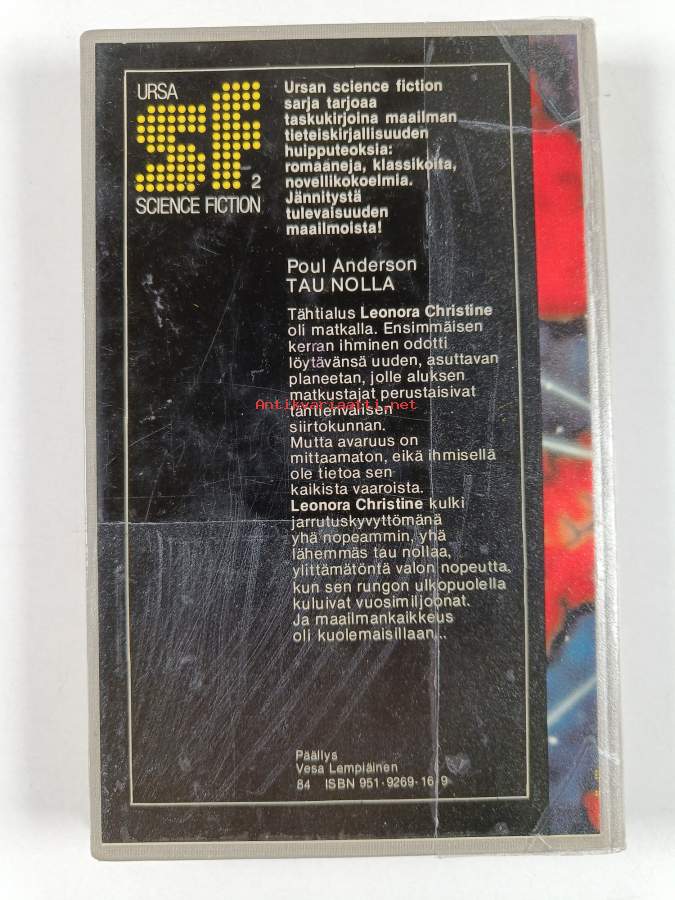 URSA
sf
2
SCIENCE FICTION
Ursan science fiction
sarja tarjoaa
taskukirjoina maailman
tieteiskirjallisuuden
huipputeoksia:
romaaneja, klassikoita,
novellikokoelmia.
Jännitystä
tulevaisuuden
maailmoista!
Poul Anderson
TAU NOLLA
Tähtialus Leonora Christine
oli matkalla. Ensimmäisen
kerran ihminen odotti
löytävänsä uuden, asuttavan
planeetan, jolle aluksen
matkustajat perustaisivat
Antikvariaatti.net
tähtienvälisen
siirtokunnan.
Mutta avaruus on
mittaamaton, eikä ihmisellä
ole tietoa sen
kaikista vaaroista.
Leonora Christine kulki
jarrutuskyvyttömänä
yhä nopeammin, yhä
lähemmäs tau nollaa,
ylittämätöntä valon nopeutta,
kun sen rungon ulkopuolella
kuluivat vuosimiljoonat.
Ja maailmankaikkeus
oli kuolemaisillaan...
Päällys
Vesa Lempiäinen
84 ISBN 951-9269-16-9